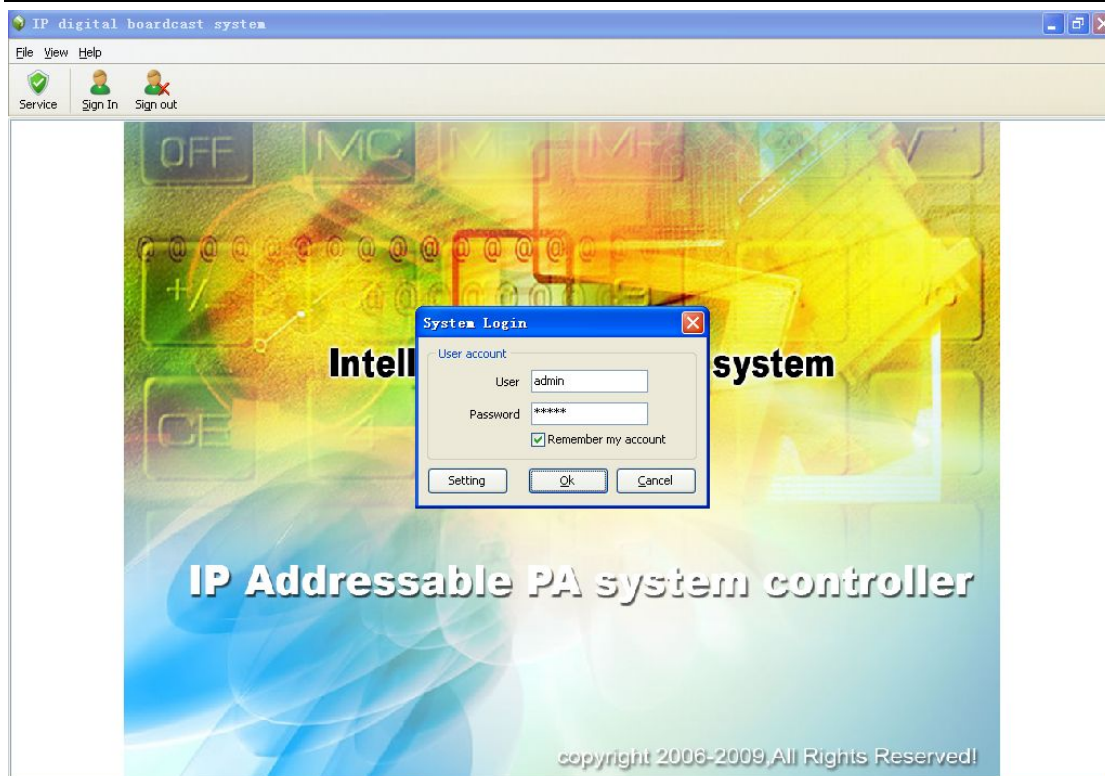 IP digital boardcast system
File View Help
Service Sign In Sign out
OFF MC M- √
@ @ @ @ @ @ @ @ @ @ @ @
+/-
System Login
User account
User admin
Password *****
Remember my account
Setting Ok Cancel
Intell system
CE
IP Addressable PA system controller
copyright 2006-2009,All Rights Reserved!